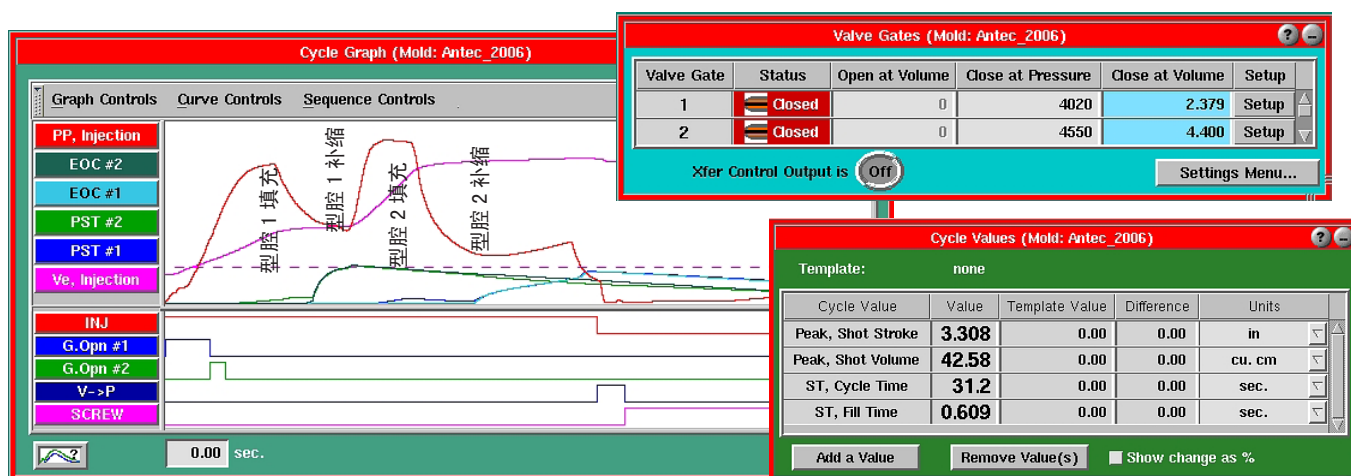 Cycle Graph (Mold: Antec_2006)
Graph Controls Curve Controls Sequence Controls
PP, Injection
EOC #2
EOC #1
PST #2
PST #1
Ve, Injection
型腔 1 填充
型腔 1 补缩
型腔 2 填充
型腔 2 补缩
INJ
G.Opn #1
G.Opn #2
V->P
SCREW
?
0.00 sec.
Valve Gates (Mold: Antec_2006)
?
Valve Gate Status Open at Volume Close at Pressure Close at Volume Setup
1 Closed 0 4020 2.379 Setup
2 Closed 0 4550 4.400 Setup
Xfer Control Output is Off
Settings Menu...
Cycle Values (Mold: Antec_2006)
?
Template: none
Cycle Value Value Template Value Difference Units
Peak, Shot Stroke 3.308 0.00 0.00 in
Peak, Shot Volume 42.58 0.00 0.00 cu. cm
ST, Cycle Time 31.2 0.00 0.00 sec.
ST, Fill Time 0.609 0.00 0.00 sec.
Add a Value Remove Value(s) Show change as %